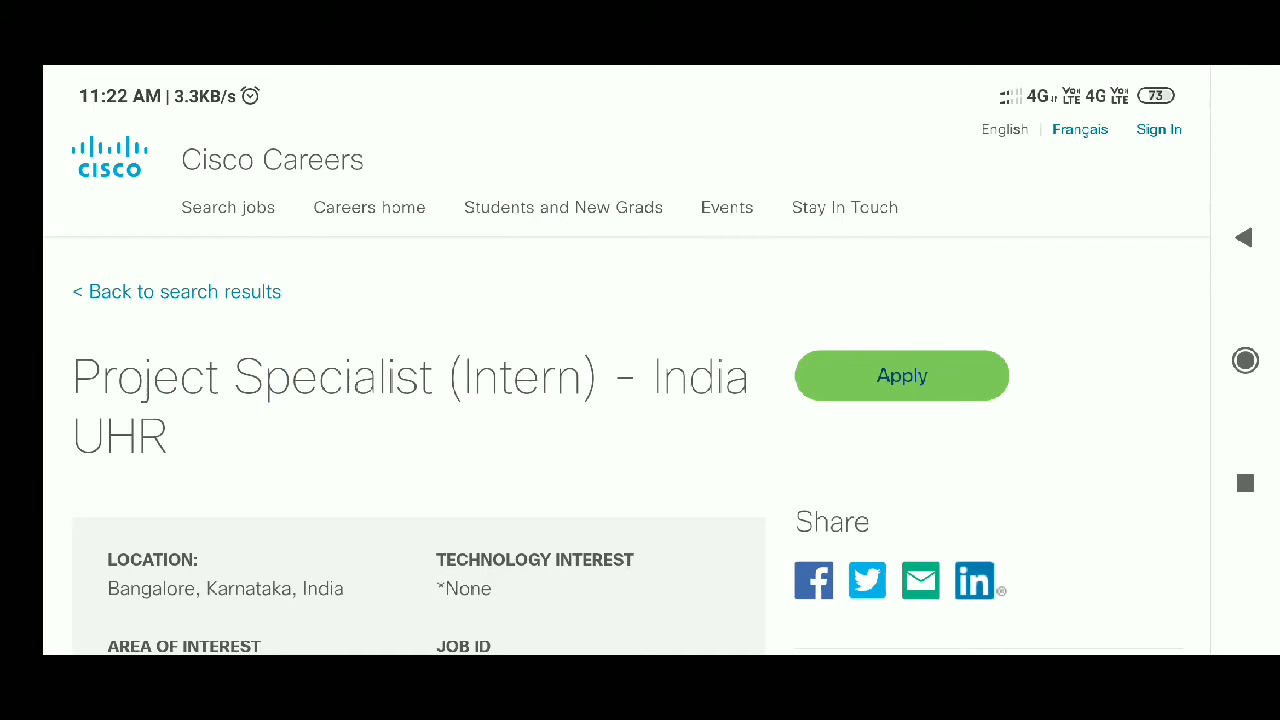 11:22 AM | 3.3KB/s
4G VoLTE 4G VoLTE 73
English | Français Sign In
CISCO
Cisco Careers
Search jobs Careers home Students and New Grads Events Stay In Touch
< Back to search results
Project Specialist (Intern) - India
UHR
Apply
Share
LOCATION: TECHNOLOGY INTEREST
Bangalore, Karnataka, India *None
AREA OF INTEREST JOB ID